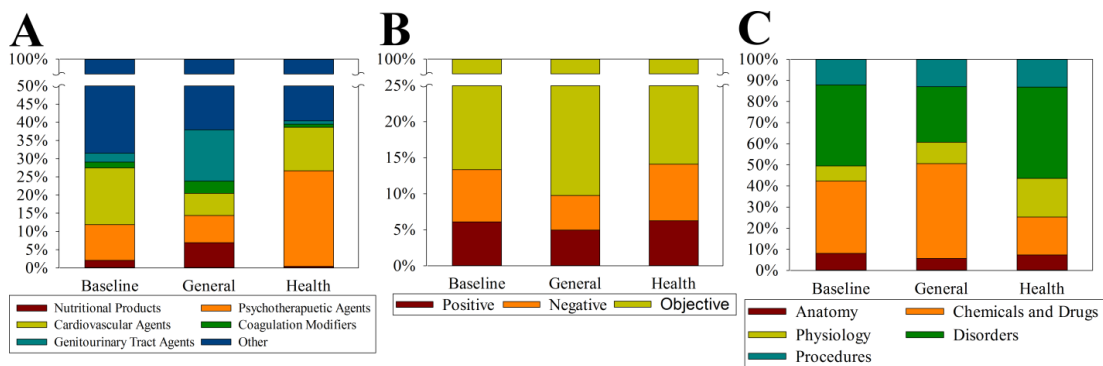 A
100%
50%
45%
40%
35%
30%
25%
20%
15%
10%
5%
0%
Baseline General Health
Nutritional Products Psychotherapuetic Agents
Cardiovascular Agents Coagulation Modifiers
Genitourinary Tract Agents Other
B
100%
25%
20%
15%
10%
5%
0%
Baseline General Health
Positive Negative Objective
C
100%
90%
80%
70%
60%
50%
40%
30%
20%
10%
0%
Baseline General Health
Anatomy Chemicals and Drugs
Physiology Disorders
Procedures